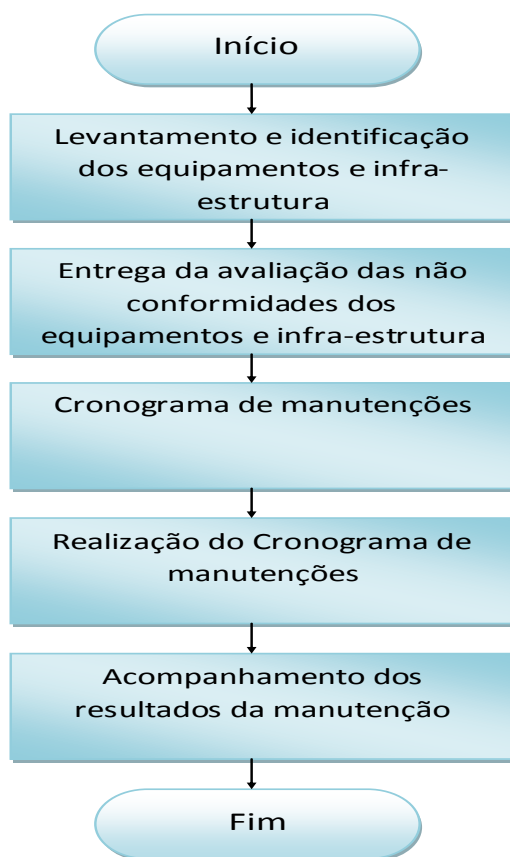 Início
Levantamento e identificação
dos equipamentos e infra-
estrutura
Entrega da avaliação das não
conformidades dos
equipamentos e infra-estrutura
Cronograma de manutenções
Realização do Cronograma de
manutenções
Acompanhamento dos
resultados da manutenção
Fim